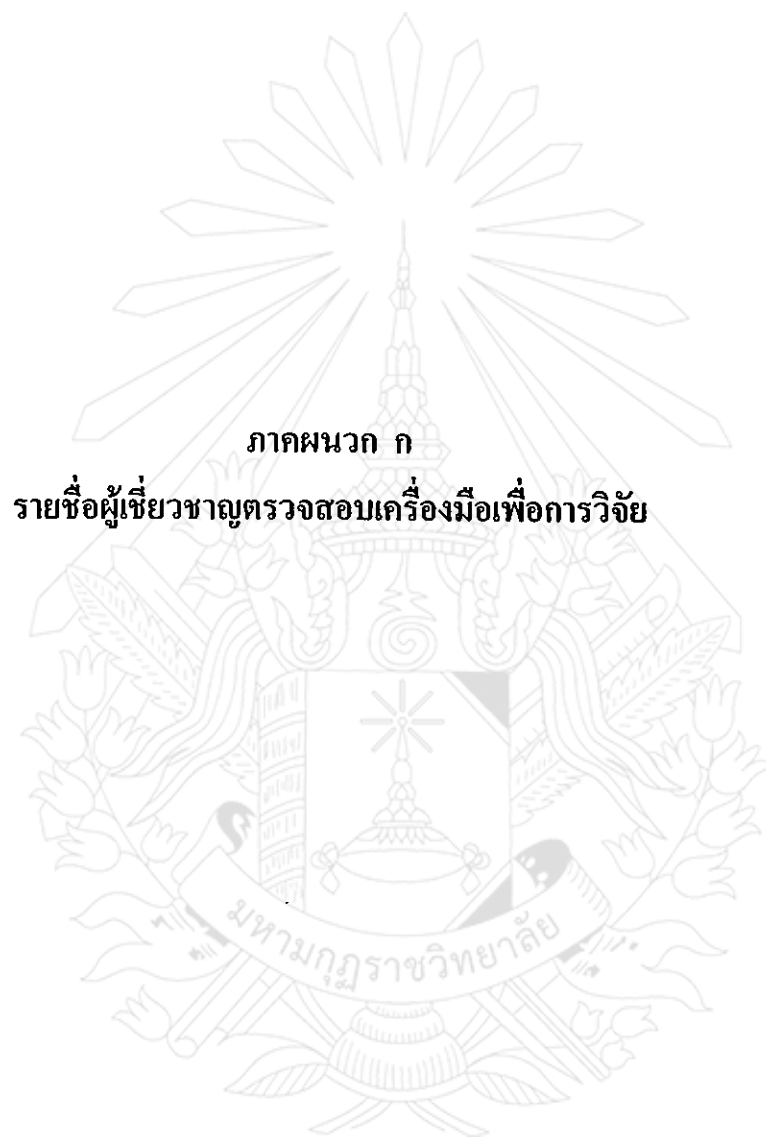 ภาคผนวก ก
รายชื่อผู้เชี่ยวชาญตรวจสอบเครื่องมือเพื่อการวิจัย
มหามกุฏราชวิทยาลัย